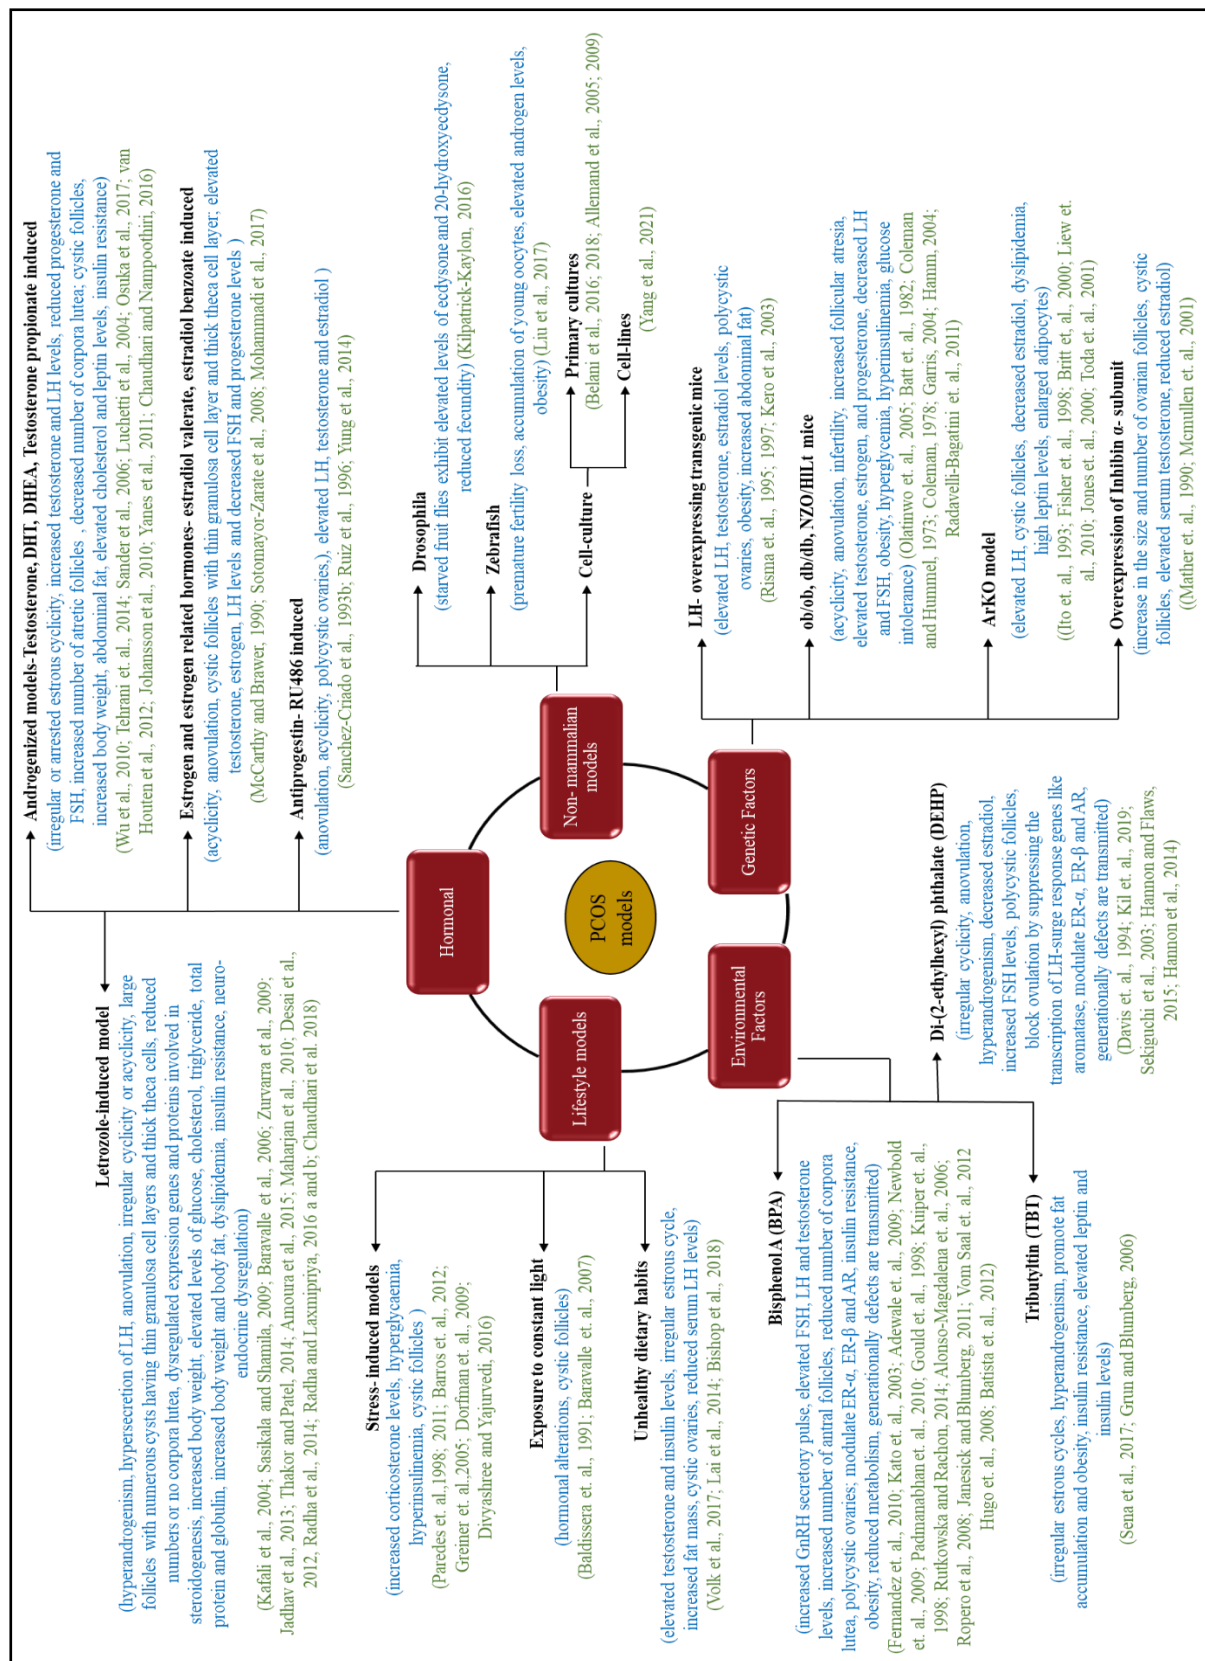 Letrozole-induced model
(hyperandrogenism, hypersecretion of LH, anovulation, irregular cyclicity or acyclicity, large
follicles with numerous cysts having thin granulosa cell layers and thick theca cells, reduced
numbers or no corpora lutea, dysregulated expression genes and proteins involved in
steroidogenesis, increased body weight, elevated levels of glucose, cholesterol, triglyceride, total
protein and globulin, increased body weight and body fat, dyslipidemia, insulin resistance, neuro-
endocrine dysregulation)
(Kafali et al., 2004; Sasikala and Shamila, 2009; Baravalle et al., 2006; Zurvarra et al., 2009;
Jadhav et al., 2013; Thakor and Patel, 2014; Amoura et al., 2015; Maharjan et al., 2010; Desai et al.,
2012, Radha et al., 2014; Radha and Laxmipriya, 2016 a and b; Chaudhari et al. 2018)
Androgenized models-Testosterone, DHT, DHEA, Testosterone propionate induced
(irregular or arrested estrous cyclicity, increased testosterone and LH levels, reduced progesterone and
FSH, increased number of atretic follicles , decreased number of corpora lutea; cystic follicles,
increased body weight, abdominal fat, elevated cholesterol and leptin levels, insulin resistance)
(Wu et al., 2010; Tehrani et al., 2014; Sander et al., 2006; Luchetti et al., 2004; Osuka et al., 2017; van
Houten et al., 2012; Johansson et al., 2010; Yanes et al., 2011; Chaudhari and Nampoothiri, 2016)
Estrogen and estrogen related hormones- estradiol valerate, estradiol benzoate induced
(acyclicity, anovulation, cystic follicles with thin granulosa cell layer and thick theca cell layer; elevated
testosterone, estrogen, LH levels and decreased FSH and progesterone levels )
(McCarthy and Brawer, 1990; Sotomayor-Zarate et al., 2008; Mohammadi et al., 2017)
Antiprogestin- RU486 induced
(anovulation, acyclicity, polycystic ovaries,), elevated LH, testosterone and estradiol )
(Sanchez-Criado et al., 1993b; Ruiz et al., 1996; Yung et al., 2014)
Hormonal
Stress- induced models
(increased corticosterone levels, hyperglycaemia,
hyperinsulinemia, cystic follicles )
(Paredes et al.,1998; 2011; Barros et al., 2012;
Greiner et al.,2005; Dorfman et al., 2009;
Divyashree and Yajurvedi, 2016)
Exposure to constant light
(hormonal alterations, cystic follicles)
(Baldissera et al., 1991; Baravalle et al., 2007)
Unhealthy dietary habits
(elevated testosterone and insulin levels, irregular estrous cycle,
increased fat mass, cystic ovaries, reduced serum LH levels)
(Volk et al., 2017; Lai et al., 2014; Bishop et al., 2018)
Lifestyle models
PCOS
models
Non- mammalian
models
Drosophila
(starved fruit flies exhibit elevated levels of ecdysone and 20-hydroxyecdysone,
reduced fecundity) (Kilpatrick-Kaylon, 2016)
Zebrafish
(premature fertility loss, accumulation of young oocytes, elevated androgen levels,
obesity) (Liu et al., 2017)
Cell-culture
Primary cultures
(Belani et al., 2016; 2018; Allemand et al., 2005; 2009)
Cell-lines
(Yang et al., 2021)
Environmental
Factors
Genetic Factors
Bisphenol A (BPA)
(increased GnRH secretory pulse, elevated FSH, LH and testosterone
levels, increased number of antral follicles, reduced number of corpora
lutea, polycystic ovaries; modulate ER-α, ER-β and AR, insulin resistance,
obesity, reduced metabolism, generationally defects are transmitted)
(Fernandez et. al., 2010; Kato et al., 2003; Adewale et al., 2009; Newbold
et. al., 2009; Padmanabhan et al., 2010; Gould et al., 1998; Kuiper et al.,
1998; Rutkowska and Rachon, 2014; Alonso-Magdalena et al., 2006;
Ropero et al., 2008; Janesick and Blumberg, 2011; Vom Saal et al., 2012
Hugo et. al., 2008; Batista et al., 2012)
Tributyltin (TBT)
(irregular estrous cycles, hyperandrogenism, promote fat
accumulation and obesity, insulin resistance, elevated leptin and
insulin levels)
(Sena et al., 2017; Grun and Blumberg, 2006)
Di-(2-ethylhexyl) phthalate (DEHP)
(irregular cyclicity, anovulation,
hyperandrogenism, decreased estradiol,
increased FSH levels, polycystic follicles,
block ovulation by suppressing the
transcription of LH-surge response genes like
aromatase, modulate ER-α, ER-β and AR,
generationally defects are transmitted)
(Davis et. al., 1994; Kil et. al., 2019;
Sekiguchi et al., 2005; Hannon and Flaws,
2015; Hannon et al., 2014)
LH- overexpressing transgenic mice
(elevated LH, testosterone, estradiol levels, polycystic
ovaries, obesity, increased abdominal fat)
(Risma et al., 1995; 1997; Kero et al., 2003)
ob/ob, db/db, NZO/HILt mice
(acyclicity, anovulation, infertility, increased follicular atresia,
elevated testosterone, estrogen, and progesterone, decreased LH
and FSH, obesity, hyperglycemia, hyperinsulinemia, glucose
intolerance) (Olatinwo et. al., 2005; Batt et al., 1982; Coleman
and Hummel, 1973; Coleman, 1978; Garris, 2004; Hamm, 2004;
Radavelli-Bagatini et. al., 2011)
ArKO model
(elevated LH, cystic follicles, decreased estradiol, dyslipidemia,
high leptin levels, enlarged adipocytes)
((Ito et al., 1993; Fisher et al., 1998; Britt et., 2000; Liew et.
al., 2010; Jones et al., 2000; Toda et al., 2001)
Overexpression of Inhibin α- subunit
(increase in the size and number of ovarian follicles, cystic
follicles, elevated serum testosterone, reduced estradiol)
((Mather et al., 1990; Mcmullen et al., 2001)